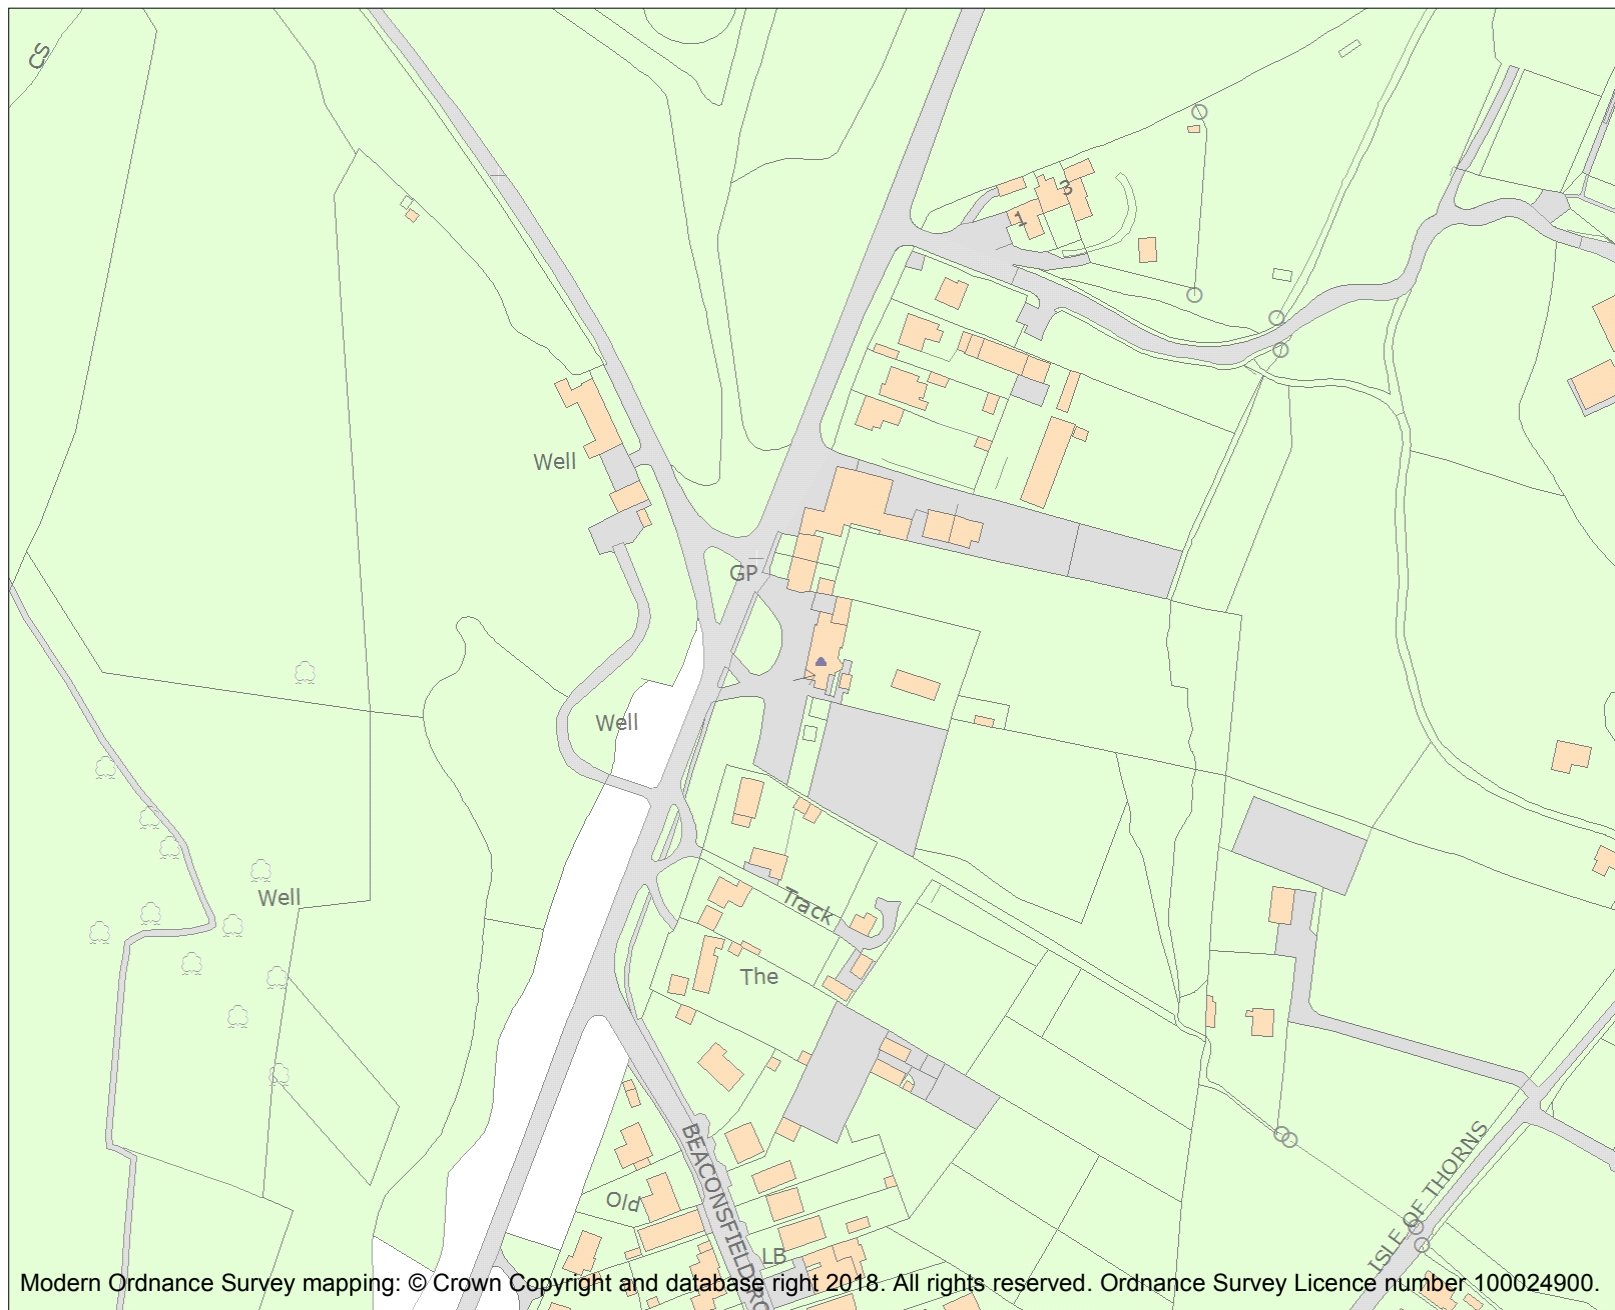 CS
3
1
Well
GP
Well
Track
Well
The
BEACONSFIELD RO
ISLE OF THORNS
Old
LB
Modern Ordnance Survey mapping: © Crown Copyright and database right 2018. All rights reserved. Ordnance Survey Licence number 100024900.